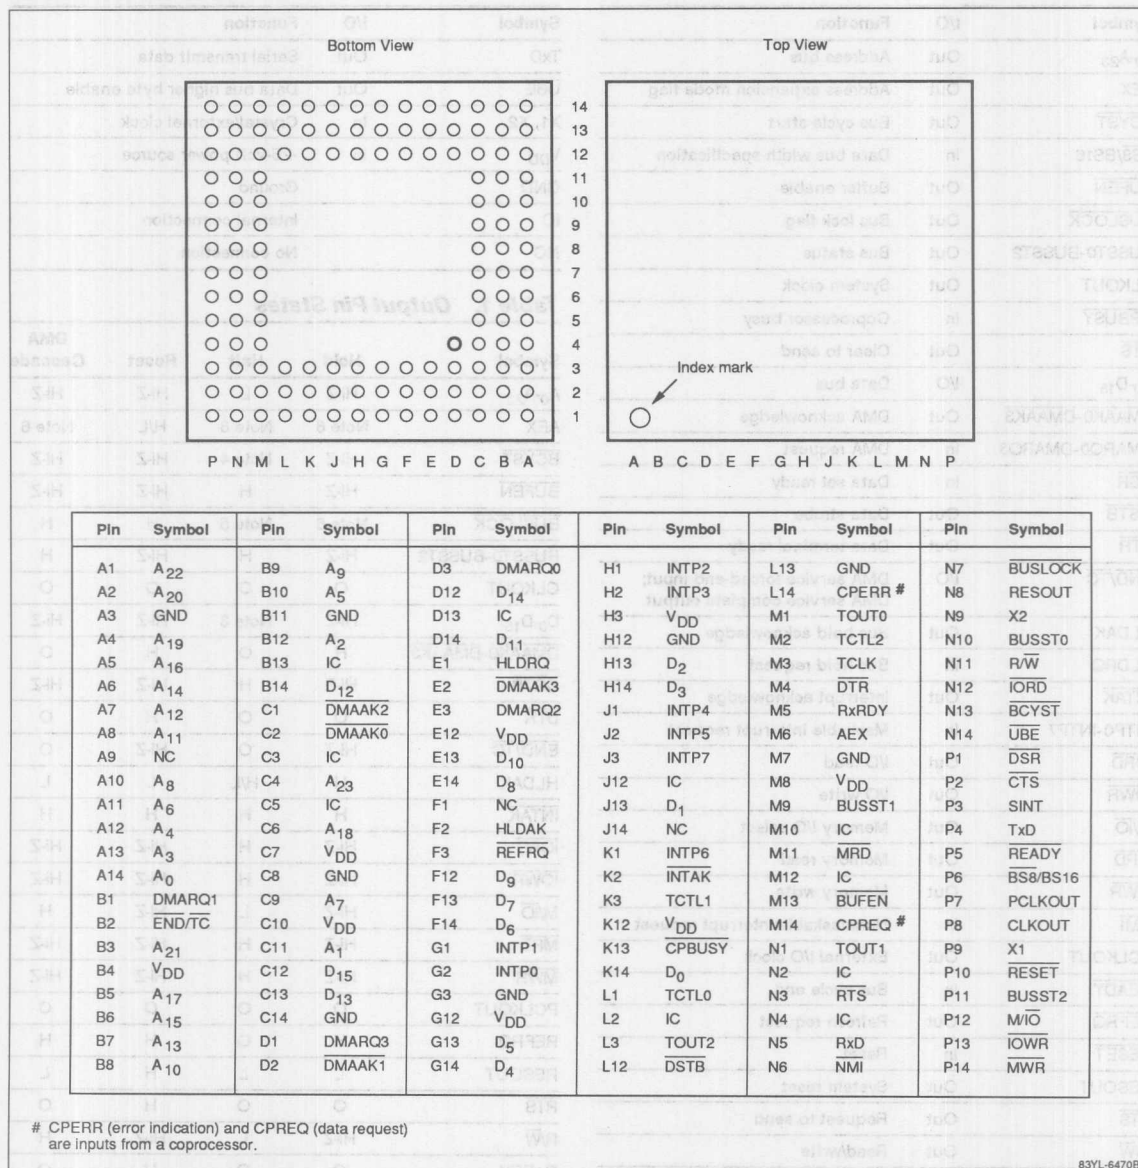 Bottom View
Top View
14
13
12
11
10
9
8
7
6
5
4
3
2
1
Index mark
P N M L K J H G F E D C B A
A B C D E F G H J K L M N P
Pin Symbol Pin Symbol Pin Symbol Pin Symbol Pin Symbol Pin Symbol
A1 A22 B9 A9 D3 DMARQ0 H1 INTP2 L13 GND N7 BUSLOCK
A2 A20 B10 A5 D12 D14 H2 INTP3 L14 CPERR # N8 RESOUT
A3 GND B11 GND D13 IC H3 VDD M1 TOUT0 N9 X2
A4 A19 B12 A2 D14 D11 H12 GND M2 TCTL2 N10 BUSST0
A5 A16 B13 IC E1 HLDRQ H13 D2 M3 TCLK N11 R/W
A6 A14 B14 D12 E2 DMAAK3 H14 D3 M4 DTR N12 IORD
A7 A12 C1 DMAAK2 E3 DMARQ2 J1 INTP4 M5 RxRDY N13 BCYST
A8 A11 C2 DMAAK0 E12 VDD J2 INTP5 M6 AEX N14 UBE
A9 NC C3 IC E13 D10 J3 INTP7 M7 GND P1 DSR
A10 A8 C4 A23 E14 D8 J12 IC M8 VDD P2 CTS
A11 A6 C5 IC F1 NC J13 D1 M9 BUSST1 P3 SINT
A12 A4 C6 A18 F2 HLDAK J14 NC M10 IC P4 TxD
A13 A3 C7 VDD F3 REFRQ K1 INTP6 M11 MRD P5 READY
A14 A0 C8 GND F12 D9 K2 INTAK M12 IC P6 BS8/BS16
B1 DMARQ1 C9 A7 F13 D7 K3 TCTL1 M13 BUFEN P7 PCLKOUT
B2 END/TC C10 VDD F14 D6 K12 VDD M14 CPREQ # P8 CLKOUT
B3 A21 C11 A1 G1 INTP1 K13 CPBUSY N1 TOUT1 P9 X1
B4 VDD C12 D15 G2 INTP0 K14 D0 N2 IC P10 RESET
B5 A17 C13 D13 G3 GND L1 TCTL0 N3 RTS P11 BUSST2
B6 A15 C14 GND G12 VDD L2 IC N4 IC P12 M/IO
B7 A13 D1 DMARQ3 G13 D5 L3 TOUT2 N5 RxD P13 IOWR
B8 A10 D2 DMAAK1 G14 D4 L12 DSTB N6 NMI P14 MWR
# CPERR (error indication) and CPREQ (data request)
are inputs from a coprocessor.
83YL-6470B